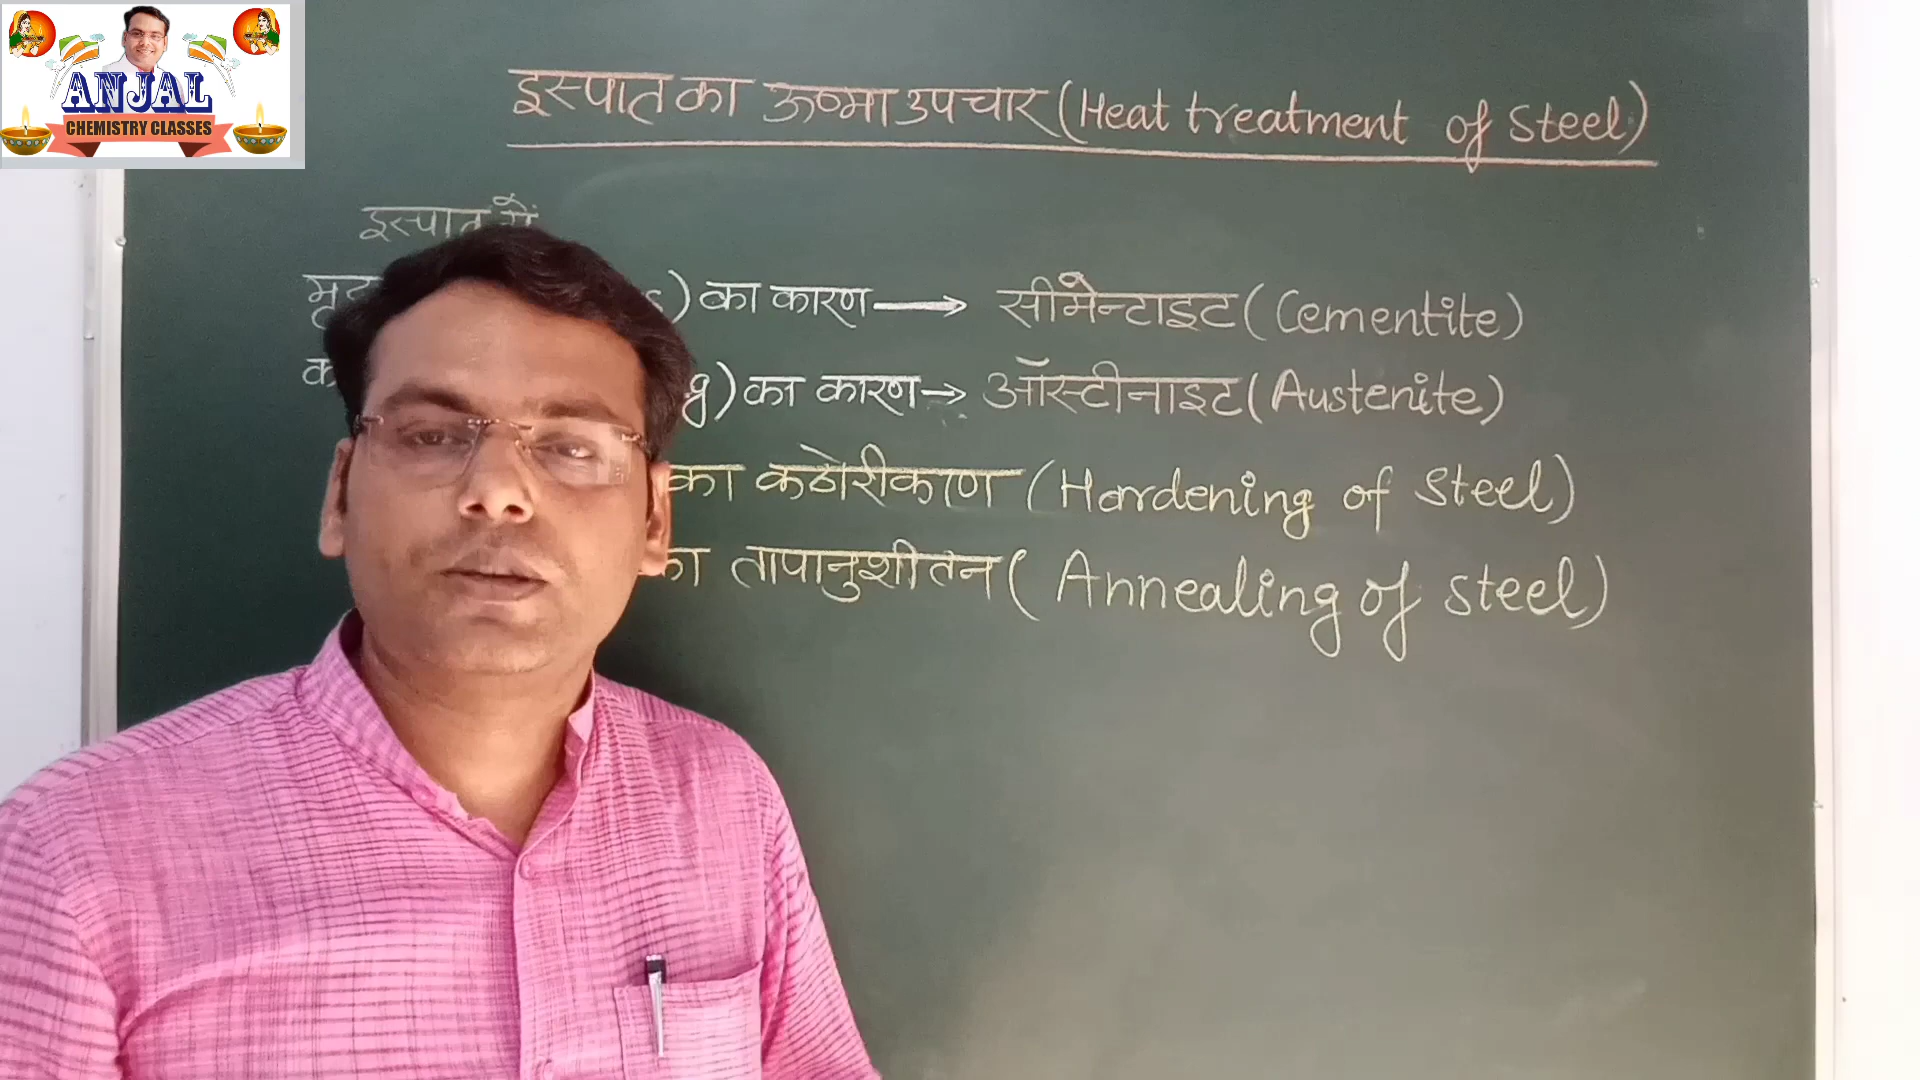 ANJAL
CHEMISTRY CLASSES
इस्पात का ऊष्मा उपचार (Heat treatment of Steel)
इस्पात में
) का कारण → सीमेन्टाइट (Cementite)
g) का कारण → ऑस्टीनाइट (Austenite)
का कठोरीकरण (Hardening of Steel)
का तापानुशीतन (Annealing of steel)